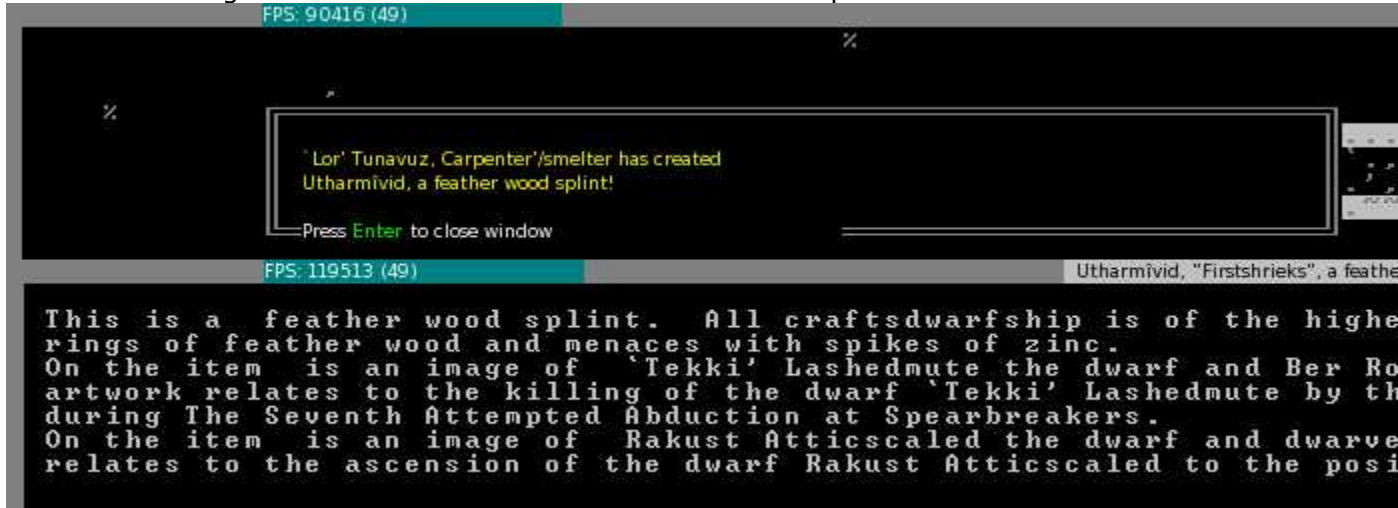 FPS: 90416 (49)
`Lor' Tunavuz, Carpenter'/smelter has created
Utharmîvid, a feather wood splint!
Press Enter to close window
FPS: 119513 (49)
Utharmîvid, "Firstshrieks", a feathe
This is a feather wood splint. All craftsdwarfship is of the highe
rings of feather wood and menaces with spikes of zinc.
On the item is an image of `Tekki' Lashedmute the dwarf and Ber Ro
artwork relates to the killing of the dwarf `Tekki' Lashedmute by th
during The Seventh Attempted Abduction at Spearbreakers.
On the item is an image of Rakust Atticscaled the dwarf and dwarve
relates to the ascension of the dwarf Rakust Atticscaled to the posi